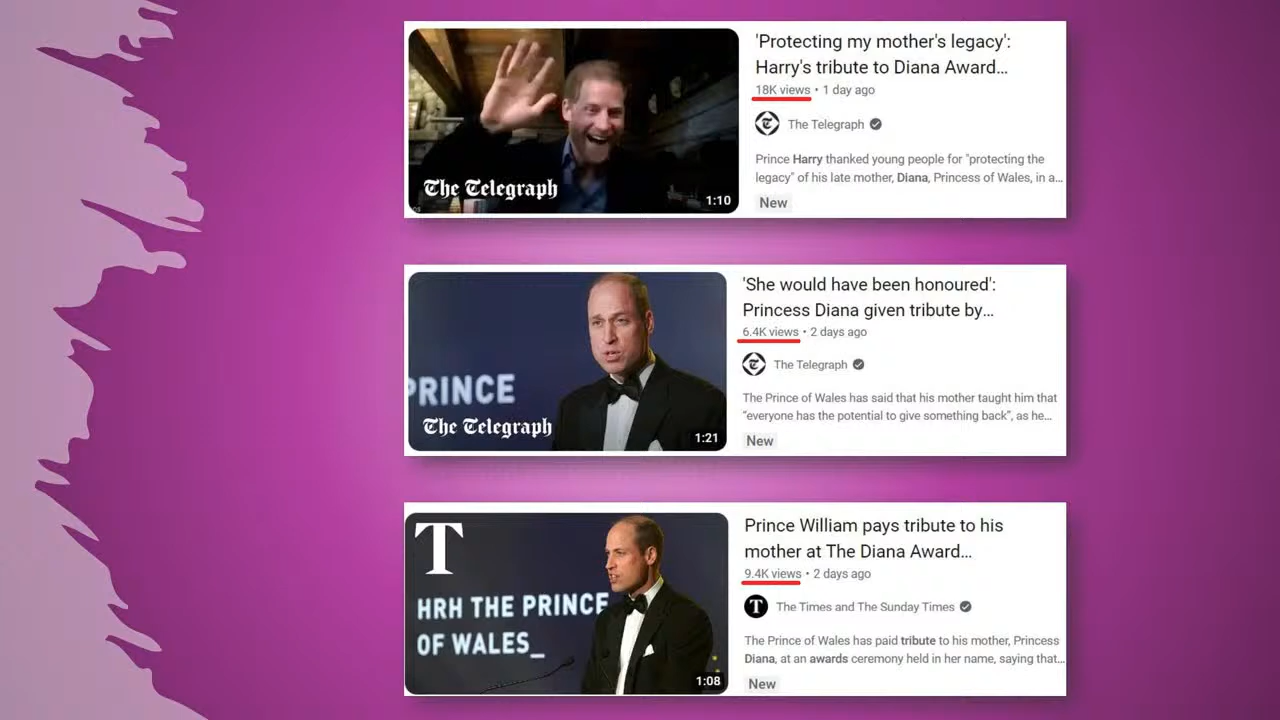 'Protecting my mother's legacy':
Harry's tribute to Diana Award…
18K views • 1 day ago
The Telegraph
Prince Harry thanked young people for "protecting the
legacy" of his late mother, Diana, Princess of Wales, in a…
New
The Telegraph
1:10
'She would have been honoured':
Princess Diana given tribute by…
6.4K views • 2 days ago
The Telegraph
The Prince of Wales has said that his mother taught him that
"everyone has the potential to give something back", as he…
New
PRINCE
The Telegraph
1:21
Prince William pays tribute to his
mother at The Diana Award…
9.4K views • 2 days ago
T The Times and The Sunday Times
The Prince of Wales has paid tribute to his mother, Princess
Diana, at an awards ceremony held in her name, saying that…
New
T
HRH THE PRINCE
OF WALES_
1:08